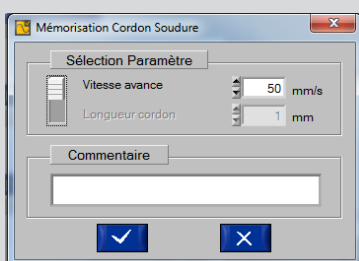 Mémorisation Cordon Soudure
Sélection Paramètre
Vitesse avance 50 mm/s
Longueur cordon 1 mm
Commentaire